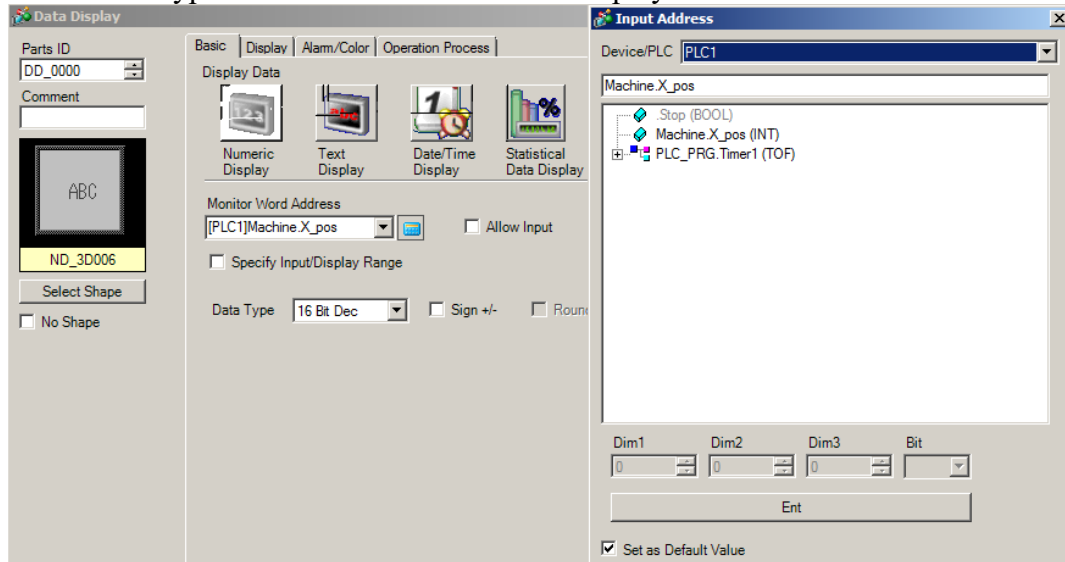 Data Display
Parts ID
DD_0000
Comment
ABC
ND_3D006
Select Shape
No Shape
Basic
Display
Alarm/Color
Operation Process
Display Data
Numeric Display
Text Display
Date/Time Display
Statistical Data Display
Monitor Word Address
[PLC1]Machine.X_pos
Allow Input
Specify Input/Display Range
Data Type
16 Bit Dec
Sign +/-
Input Address
Device/PLC
PLC1
Machine.X_pos
.Stop (BOOL)
Machine.X_pos (INT)
PLC_PRG.Timer1 (TOF)
Dim1 Dim2 Dim3 Bit
0 0 0
Ent
Set as Default Value